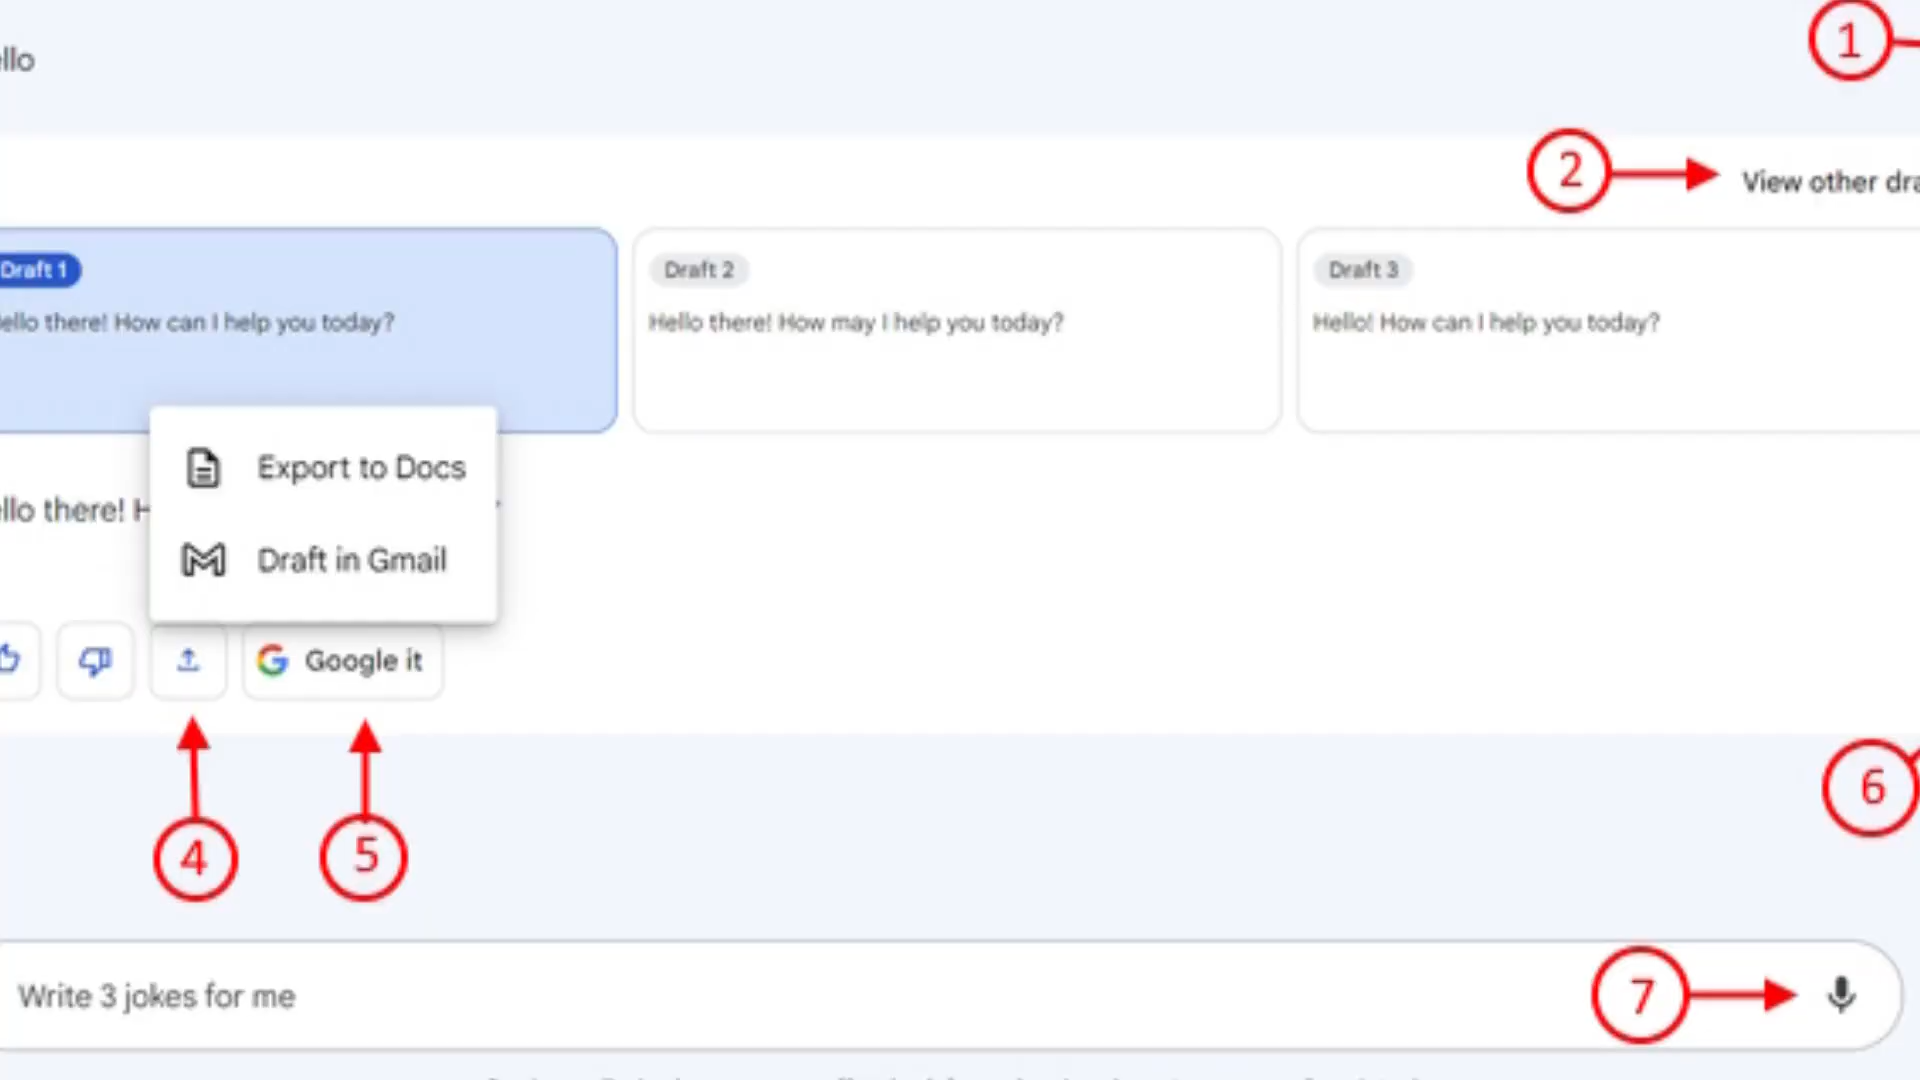 llo
1
2
View other dra
Draft 1
ello there! How can I help you today?
Draft 2
Hello there! How may I help you today?
Draft 3
Hello! How can I help you today?
Export to Docs
llo there! H
Draft in Gmail
Google it
4
5
6
Write 3 jokes for me
7